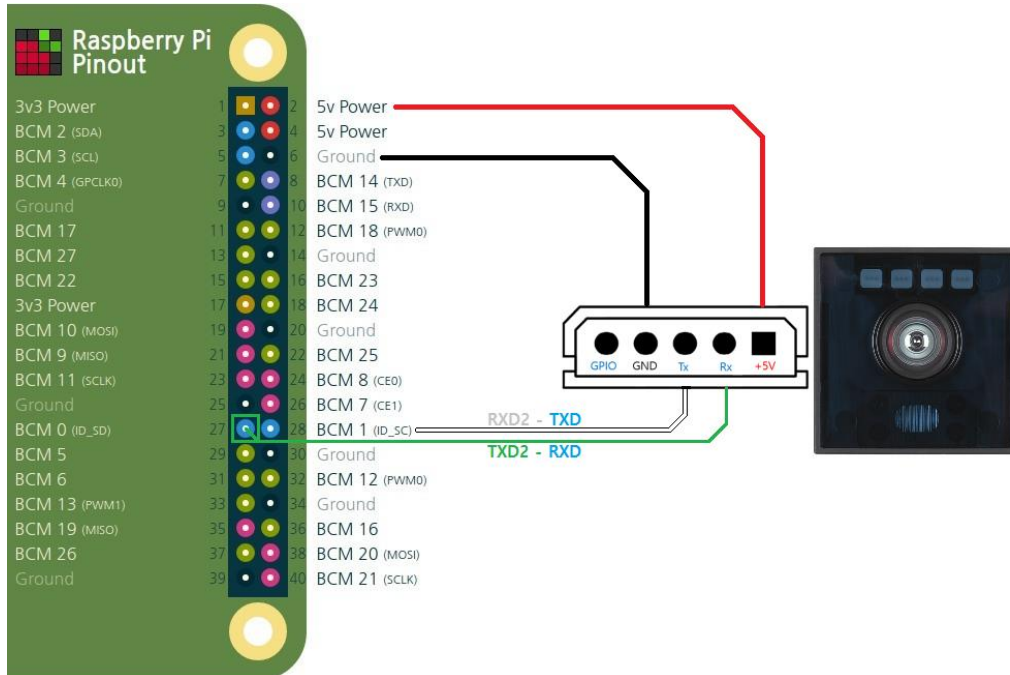 Raspberry Pi
Pinout
3v3 Power 1 2 5v Power
BCM 2 (SDA) 3 4 5v Power
BCM 3 (SCL) 5 6 Ground
BCM 4 (GPCLK0) 7 8 BCM 14 (TXD)
Ground 9 10 BCM 15 (RXD)
BCM 17 11 12 BCM 18 (PWM0)
BCM 27 13 14 Ground
BCM 22 15 16 BCM 23
3v3 Power 17 18 BCM 24
BCM 10 (MOSI) 19 20 Ground
BCM 9 (MISO) 21 22 BCM 25
BCM 11 (SCLK) 23 24 BCM 8 (CE0)
Ground 25 26 BCM 7 (CE1)
BCM 0 (ID_SD) 27 28 BCM 1 (ID_SC)
BCM 5 29 30 Ground
BCM 6 31 32 BCM 12 (PWM0)
BCM 13 (PWM1) 33 34 Ground
BCM 19 (MISO) 35 36 BCM 16
BCM 26 37 38 BCM 20 (MOSI)
Ground 39 40 BCM 21 (SCLK)
GPIO GND Tx Rx +5V
RXD2 - TXD
TXD2 - RXD